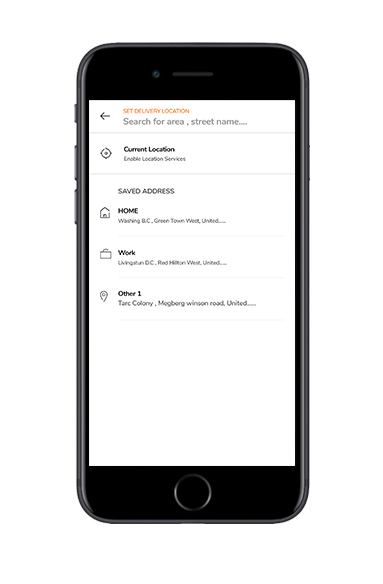 SET DELIVERY LOCATION
Search for area , street name....
Current Location
Enable Location Services
SAVED ADDRESS
HOME
Washing B.C , Green Town West, United......
Work
Livingatun D.C , Red Hillton West, United......
Other 1
Tarc Colony , Megberg winson road, United......